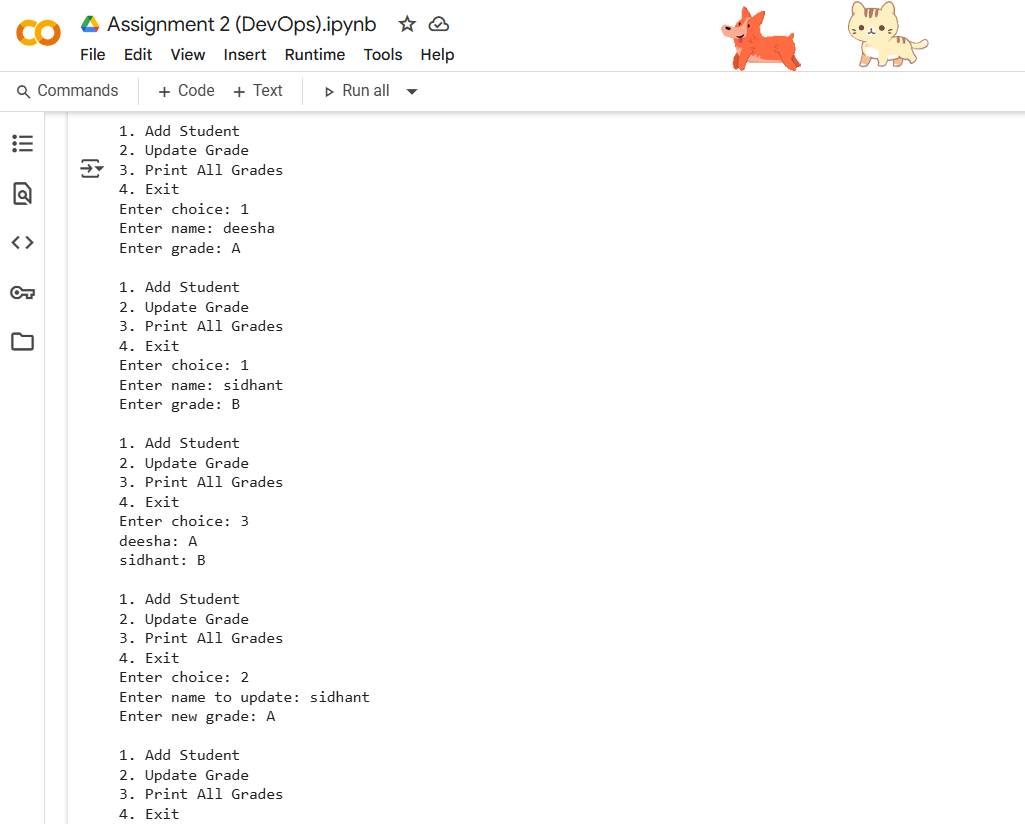 Assignment 2 (DevOps).ipynb
File Edit View Insert Runtime Tools Help
Commands + Code + Text Run all
1. Add Student
2. Update Grade
3. Print All Grades
4. Exit
Enter choice: 1
Enter name: deesha
Enter grade: A
1. Add Student
2. Update Grade
3. Print All Grades
4. Exit
Enter choice: 1
Enter name: sidhant
Enter grade: B
1. Add Student
2. Update Grade
3. Print All Grades
4. Exit
Enter choice: 3
deesha: A
sidhant: B
1. Add Student
2. Update Grade
3. Print All Grades
4. Exit
Enter choice: 2
Enter name to update: sidhant
Enter new grade: A
1. Add Student
2. Update Grade
3. Print All Grades
4. Exit